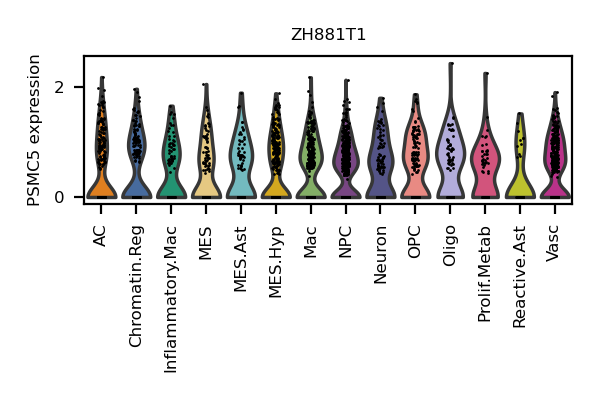 ZH881T1
PSMC5 expression
2
0
AC
Chromatin.Reg
Inflammatory.Mac
MES
MES.Ast
MES.Hyp
Mac
NPC
Neuron
OPC
Oligo
Prolif.Metab
Reactive.Ast
Vasc